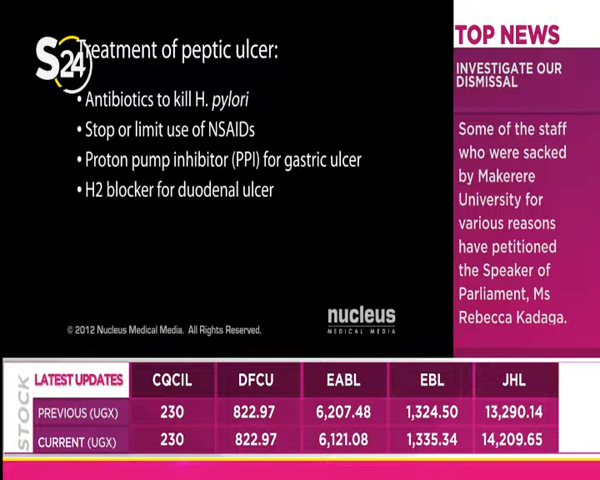 S24
Treatment of peptic ulcer:
• Antibiotics to kill H. pylori
• Stop or limit use of NSAIDs
• Proton pump inhibitor (PPI) for gastric ulcer
• H2 blocker for duodenal ulcer
nucleus
MEDICAL MEDIA
© 2012 Nucleus Medical Media. All Rights Reserved.
TOP NEWS
INVESTIGATE OUR
DISMISSAL
Some of the staff
who were sacked
by Makerere
University for
various reasons
have petitioned
the Speaker of
Parliament, Ms
Rebecca Kadaga.
STOCK
LATEST UPDATES CQCIL DFCU EABL EBL JHL
PREVIOUS (UGX) 230 822.97 6,207.48 1,324.50 13,290.14
CURRENT (UGX) 230 822.97 6,121.08 1,335.34 14,209.65